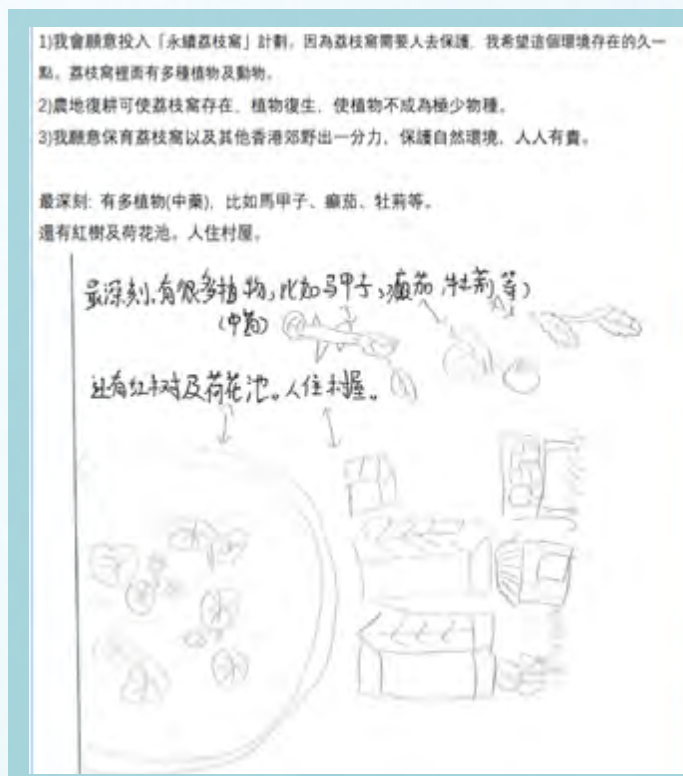 1)我會願意投入「永續荔枝窩」計劃，因為荔枝窩需要人去保護，我希望這個環境存在的久一
點。荔枝窩裡面有多種植物及動物。
2)農地復耕可使荔枝窩存在，植物復生，使植物不成為極少物種。
3)我願意保育荔枝窩以及其他香港郊野出一分力，保護自然環境，人人有責。
最深刻: 有多植物(中藥)，比如馬甲子、癲茄、牡荊等。
還有紅樹及荷花池。人住村屋。
最深刻，有很多植物，比如马甲子，癫茄，牡荊等)
(中药)
还有红树及荷花池。人住村握。